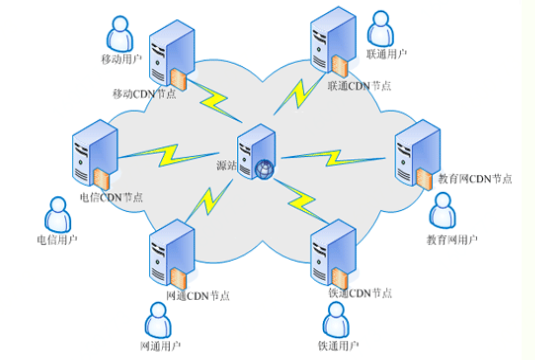 移动用户
联通用户
移动CDN节点
联通CDN节点
源站
电信CDN节点
教育网CDN节点
电信用户
教育网用户
网通CDN节点
铁通CDN节点
网通用户
铁通用户